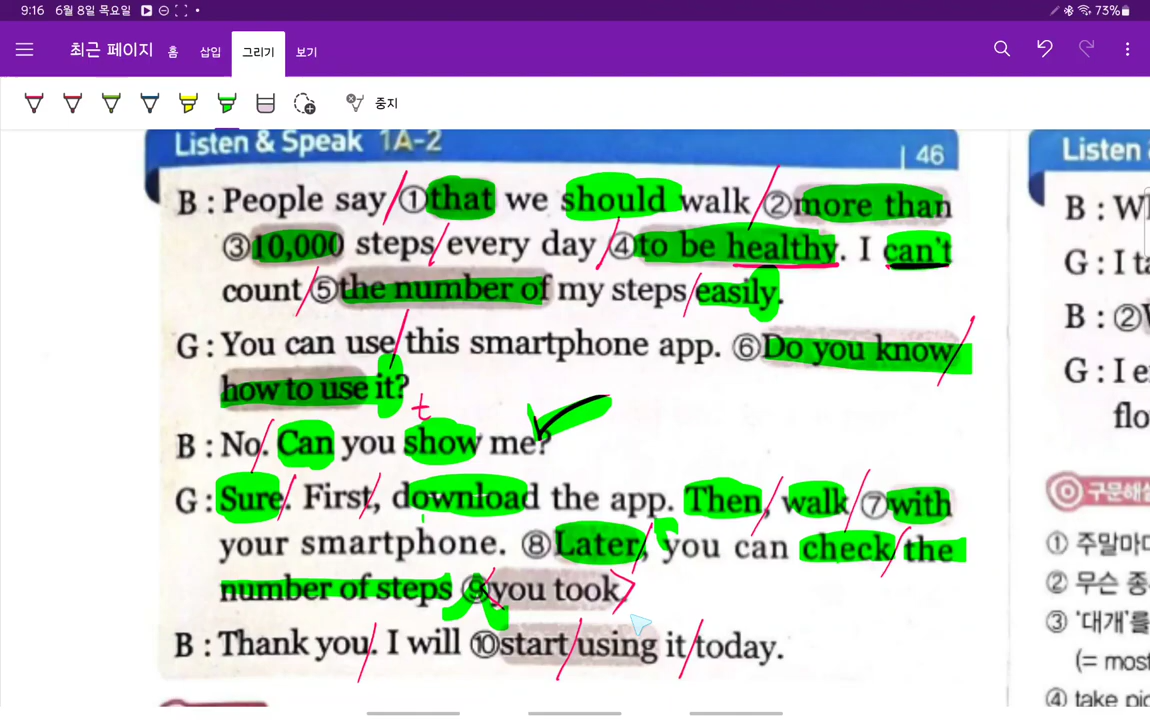 9:16 6월 8일 목요일
73%
최근 페이지 홈 삽입 그리기 보기
중지
Listen & Speak 1A-2
46
B : People say ①that we should walk ②more than
③10,000 steps every day ④to be healthy. I can't
count ⑤the number of my steps easily.
G : You can use this smartphone app. ⑥Do you know
how to use it?
t
B : No. Can you show me?
G : Sure. First, download the app. Then, walk ⑦with
your smartphone. ⑧Later, you can check the
number of steps ⑨you took.
B : Thank you. I will ⑩start using it today.
Listen
B :
G : I
B : ②
G : I
flo
구문해설
① 주말마다
② 무슨
③ '대개'를
(= most
④ take